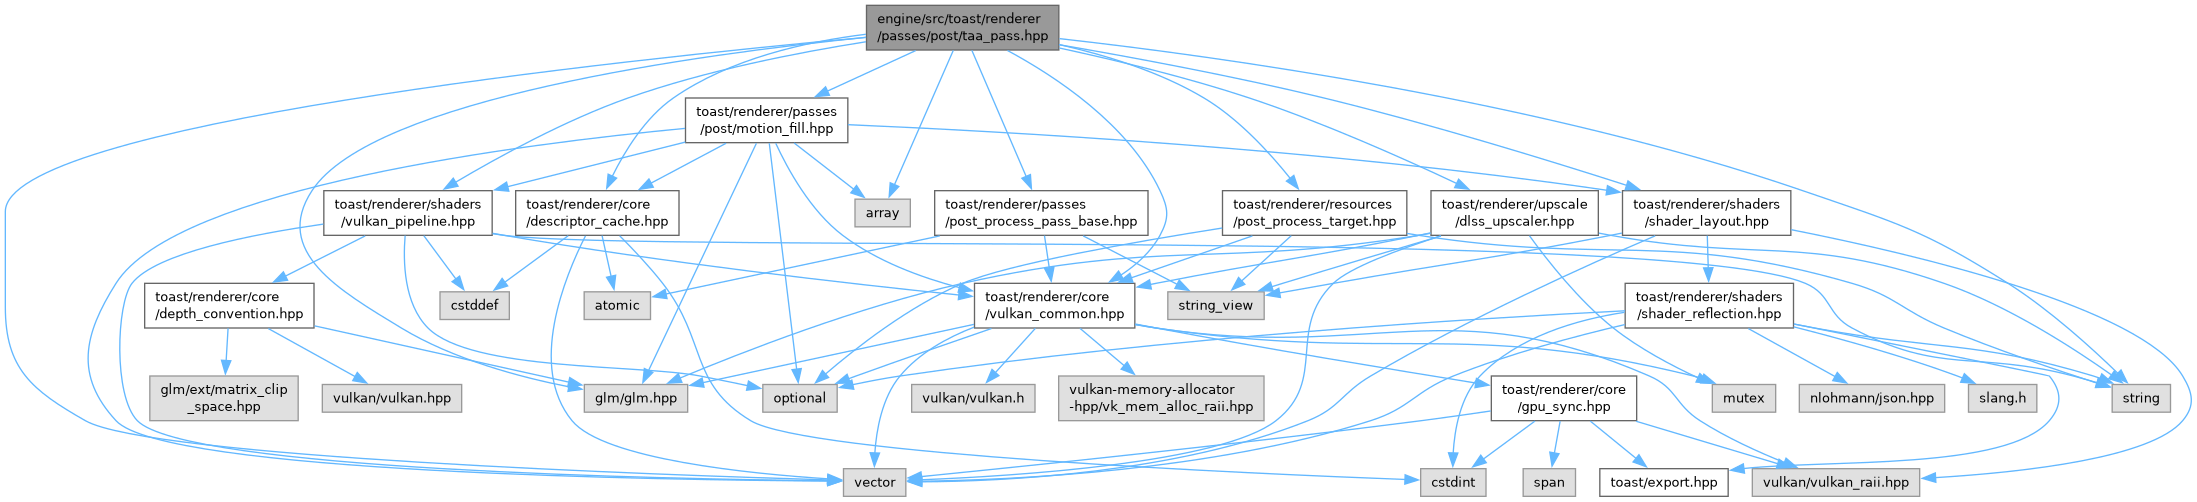 engine/src/toast/renderer
/passes/post/taa_pass.hpp
toast/renderer/passes
/post/motion_fill.hpp
toast/renderer/shaders
/vulkan_pipeline.hpp
toast/renderer/core
/descriptor_cache.hpp
array
toast/renderer/passes
/post_process_pass_base.hpp
toast/renderer/resources
/post_process_target.hpp
toast/renderer/upscale
/dlss_upscaler.hpp
toast/renderer/shaders
/shader_layout.hpp
toast/renderer/core
/depth_convention.hpp
cstddef
atomic
toast/renderer/core
/vulkan_common.hpp
string_view
toast/renderer/shaders
/shader_reflection.hpp
glm/ext/matrix_clip
_space.hpp
vulkan/vulkan.hpp
glm/glm.hpp
optional
vulkan/vulkan.h
vulkan-memory-allocator
-hpp/vk_mem_alloc_raii.hpp
toast/renderer/core
/gpu_sync.hpp
mutex
nlohmann/json.hpp
slang.h
string
vector
cstdint
span
toast/export.hpp
vulkan/vulkan_raii.hpp